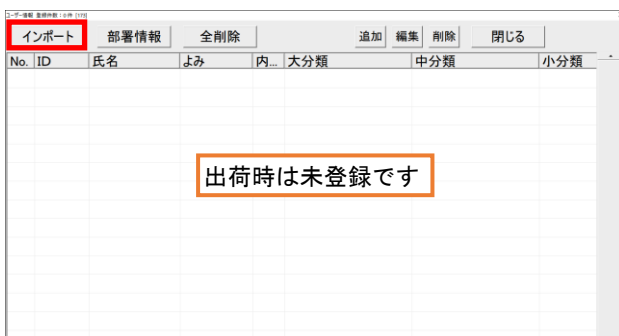 ユーザー情報 登録件数:0件 [173]
インポート 部署情報 全削除 追加 編集 削除 閉じる
No. ID 氏名 よみ 内... 大分類 中分類 小分類
出荷時は未登録です